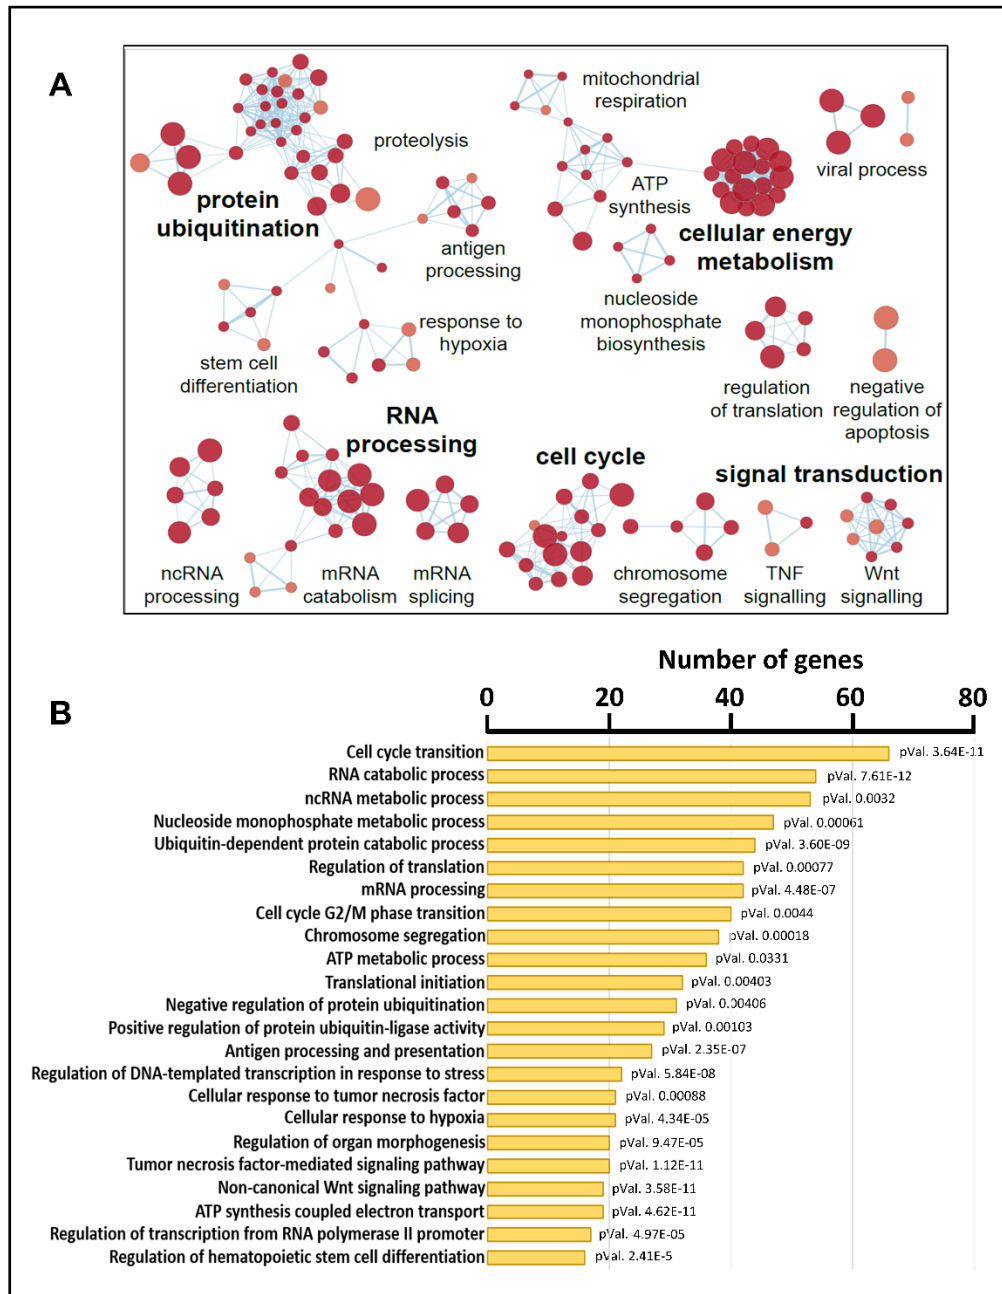 A
mitochondrial
respiration
proteolysis
viral process
protein
ubiquitination
ATP
synthesis
antigen
processing
cellular energy
metabolism
nucleoside
monophosphate
biosynthesis
response to
hypoxia
stem cell
differentiation
regulation
of translation
negative
regulation of
apoptosis
RNA
processing
cell cycle
signal transduction
ncRNA
processing
mRNA
catabolism
mRNA
splicing
chromosome
segregation
TNF
signalling
Wnt
signalling
B
Number of genes
0 20 40 60 80
Cell cycle transition pVal. 3.64E-11
RNA catabolic process pVal. 7.61E-12
ncRNA metabolic process pVal. 0.0032
Nucleoside monophosphate metabolic process pVal. 0.00061
Ubiquitin-dependent protein catabolic process pVal. 3.60E-09
Regulation of translation pVal. 0.00077
mRNA processing pVal. 4.48E-07
Cell cycle G2/M phase transition pVal. 0.0044
Chromosome segregation pVal. 0.00018
ATP metabolic process pVal. 0.0331
Translational initiation pVal. 0.00403
Negative regulation of protein ubiquitination pVal. 0.00406
Positive regulation of protein ubiquitin-ligase activity pVal. 0.00103
Antigen processing and presentation pVal. 2.35E-07
Regulation of DNA-templated transcription in response to stress pVal. 5.84E-08
Cellular response to tumor necrosis factor pVal. 0.00088
Cellular response to hypoxia pVal. 4.34E-05
Regulation of organ morphogenesis pVal. 9.47E-05
Tumor necrosis factor-mediated signaling pathway pVal. 1.12E-11
Non-canonical Wnt signaling pathway pVal. 3.58E-11
ATP synthesis coupled electron transport pVal. 4.62E-11
Regulation of transcription from RNA polymerase II promoter pVal. 4.97E-05
Regulation of hematopoietic stem cell differentiation pVal. 2.41E-5